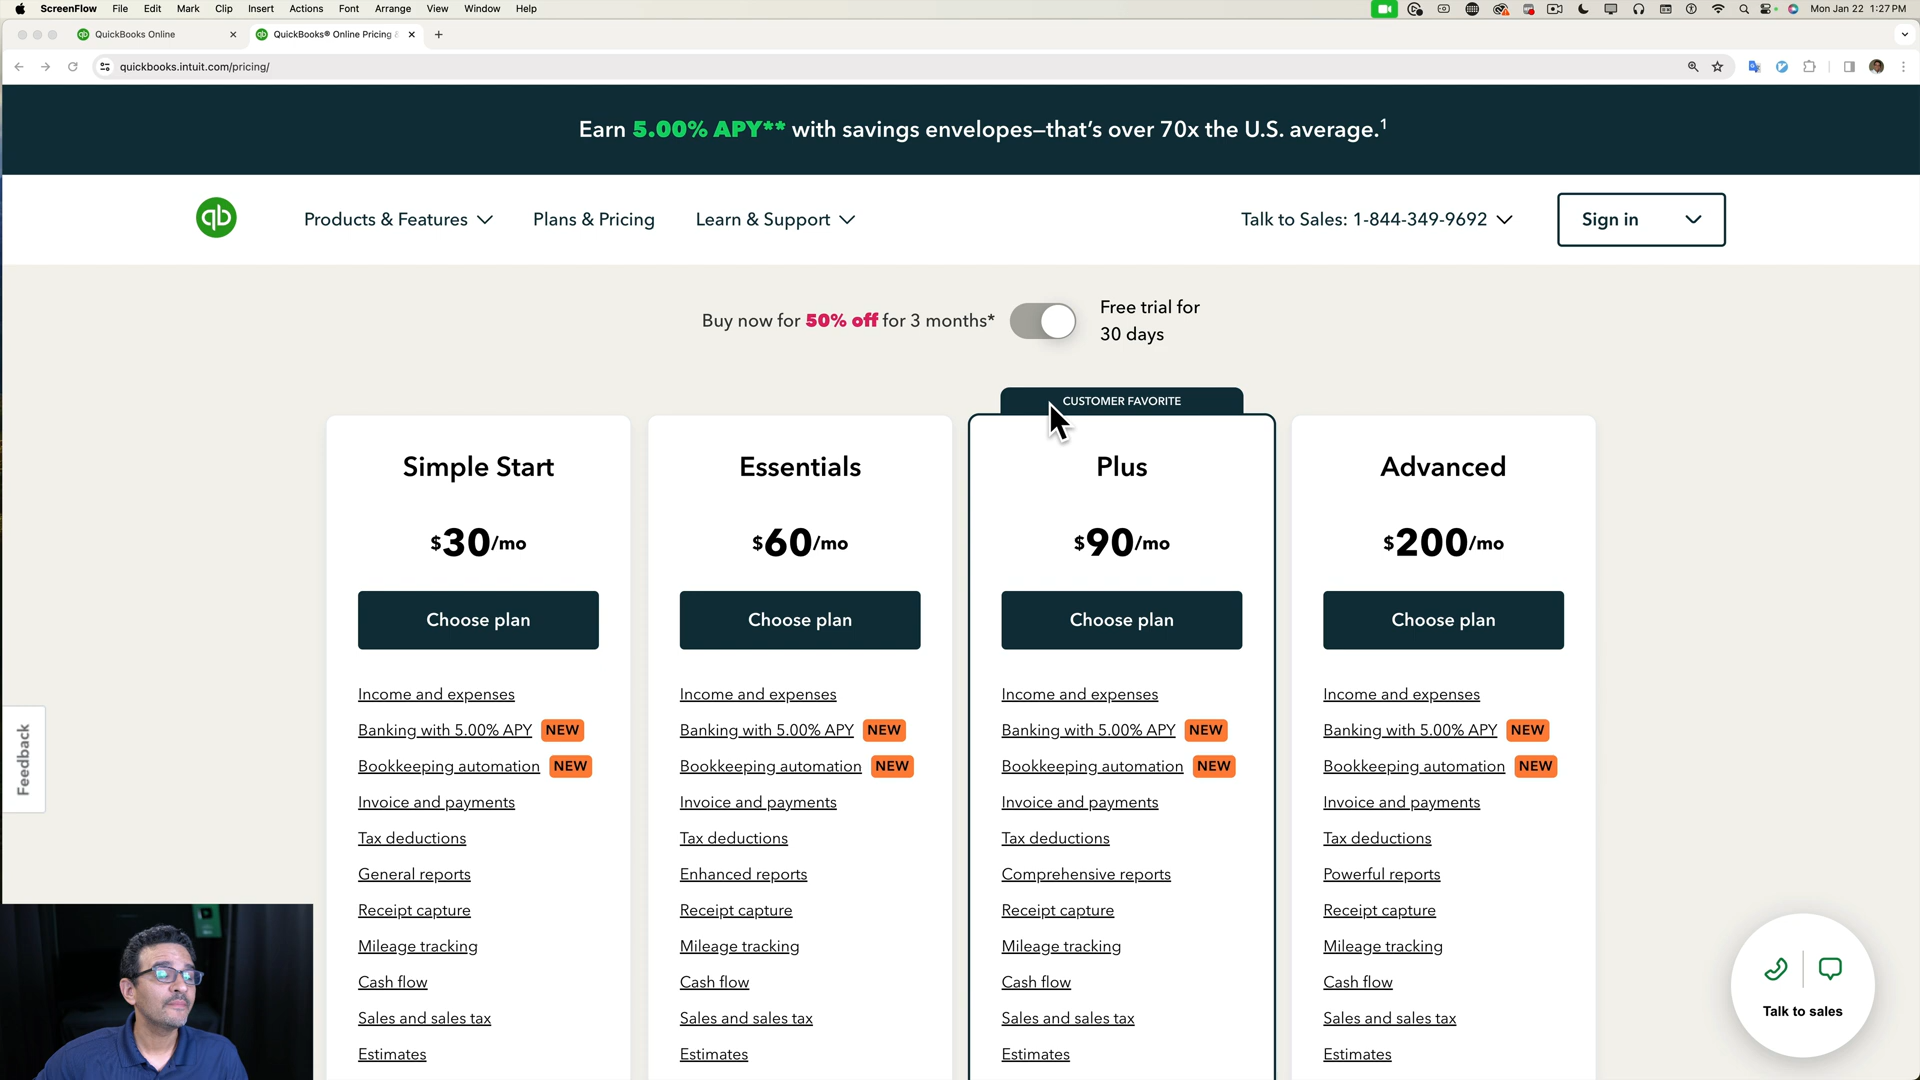 ScreenFlow File Edit Mark Clip Insert Actions Font Arrange View Window Help Mon Jan 22 1:27 PM
QuickBooks Online QuickBooks® Online Pricing &
quickbooks.intuit.com/pricing/
Earn 5.00% APY** with savings envelopes—that's over 70x the U.S. average.1
qb Products & Features Plans & Pricing Learn & Support Talk to Sales: 1-844-349-9692 Sign in
Buy now for 50% off for 3 months* Free trial for
30 days
CUSTOMER FAVORITE
Simple Start Essentials Plus Advanced
$30/mo $60/mo $90/mo $200/mo
Choose plan Choose plan Choose plan Choose plan
Income and expenses Income and expenses Income and expenses Income and expenses
Banking with 5.00% APY NEW Banking with 5.00% APY NEW Banking with 5.00% APY NEW Banking with 5.00% APY NEW
Bookkeeping automation NEW Bookkeeping automation NEW Bookkeeping automation NEW Bookkeeping automation NEW
Invoice and payments Invoice and payments Invoice and payments Invoice and payments
Tax deductions Tax deductions Tax deductions Tax deductions
General reports Enhanced reports Comprehensive reports Powerful reports
Receipt capture Receipt capture Receipt capture Receipt capture
Mileage tracking Mileage tracking Mileage tracking Mileage tracking
Cash flow Cash flow Cash flow Cash flow
Sales and sales tax Sales and sales tax Sales and sales tax Sales and sales tax
Estimates Estimates Estimates Estimates
Feedback
Talk to sales